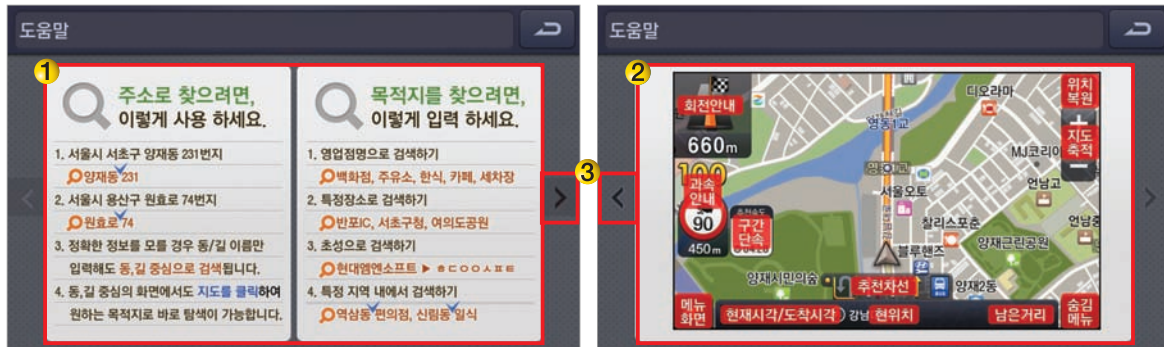 도움말
1
주소로 찾으려면,
이렇게 사용 하세요.
1. 서울시 서초구 양재동 231번지
양재동 231
2. 서울시 용산구 원효로 74번지
원효로 74
3. 정확한 정보를 모를 경우 동/길 이름만
입력해도 동,길 중심으로 검색됩니다.
4. 동,길 중심의 화면에서도 지도를 클릭하여
원하는 목적지로 바로 탐색이 가능합니다.
목적지를 찾으려면,
이렇게 입력 하세요.
1. 영업점명으로 검색하기
백화점, 주유소, 한식, 카페, 세차장
2. 특정장소로 검색하기
반포IC, 서초구청, 여의도공원
3. 초성으로 검색하기
현대엠엔소프트 ▶ ㅎㄷㅇㅇㅅㅍㅌ
4. 특정 지역 내에서 검색하기
역삼동 편의점, 신림동 일식
3
도움말
2
회전안내
660m
100
과속
안내
90
450m
구간
단속
영동1교
디오라마
위치
복원
지도
축척
MJ코리아
서울오토
언남고
참리스포츠
블루핸즈
양재근린공원
양재시민의숲
추천차선
양재2동
메뉴
화면
현재시각/도착시각
강남
현위치
남은거리
숨김
메뉴